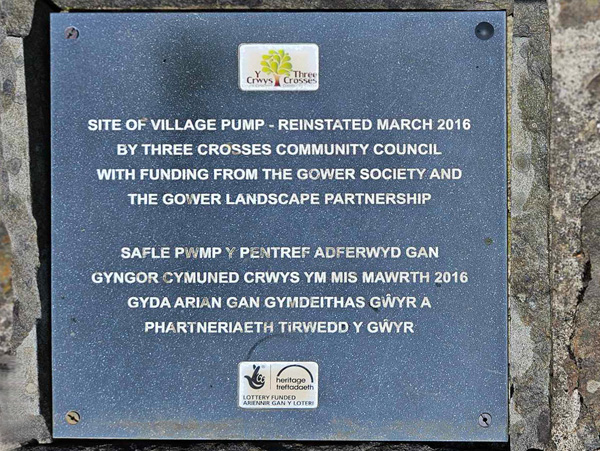 Y Three
Crwys Crosses
SITE OF VILLAGE PUMP - REINSTATED MARCH 2016
BY THREE CROSSES COMMUNITY COUNCIL
WITH FUNDING FROM THE GOWER SOCIETY AND
THE GOWER LANDSCAPE PARTNERSHIP
SAFLE PWMP Y PENTREF ADFERWYD GAN
GYNGOR CYMUNED CRWYS YM MIS MAWRTH 2016
GYDA ARIAN GAN GYMDEITHAS GŴYR A
PHARTNERIAETH TIRWEDD Y GŴYR
heritage
treftadaeth
LOTTERY FUNDED
ARIENNIR GAN Y LOTERI